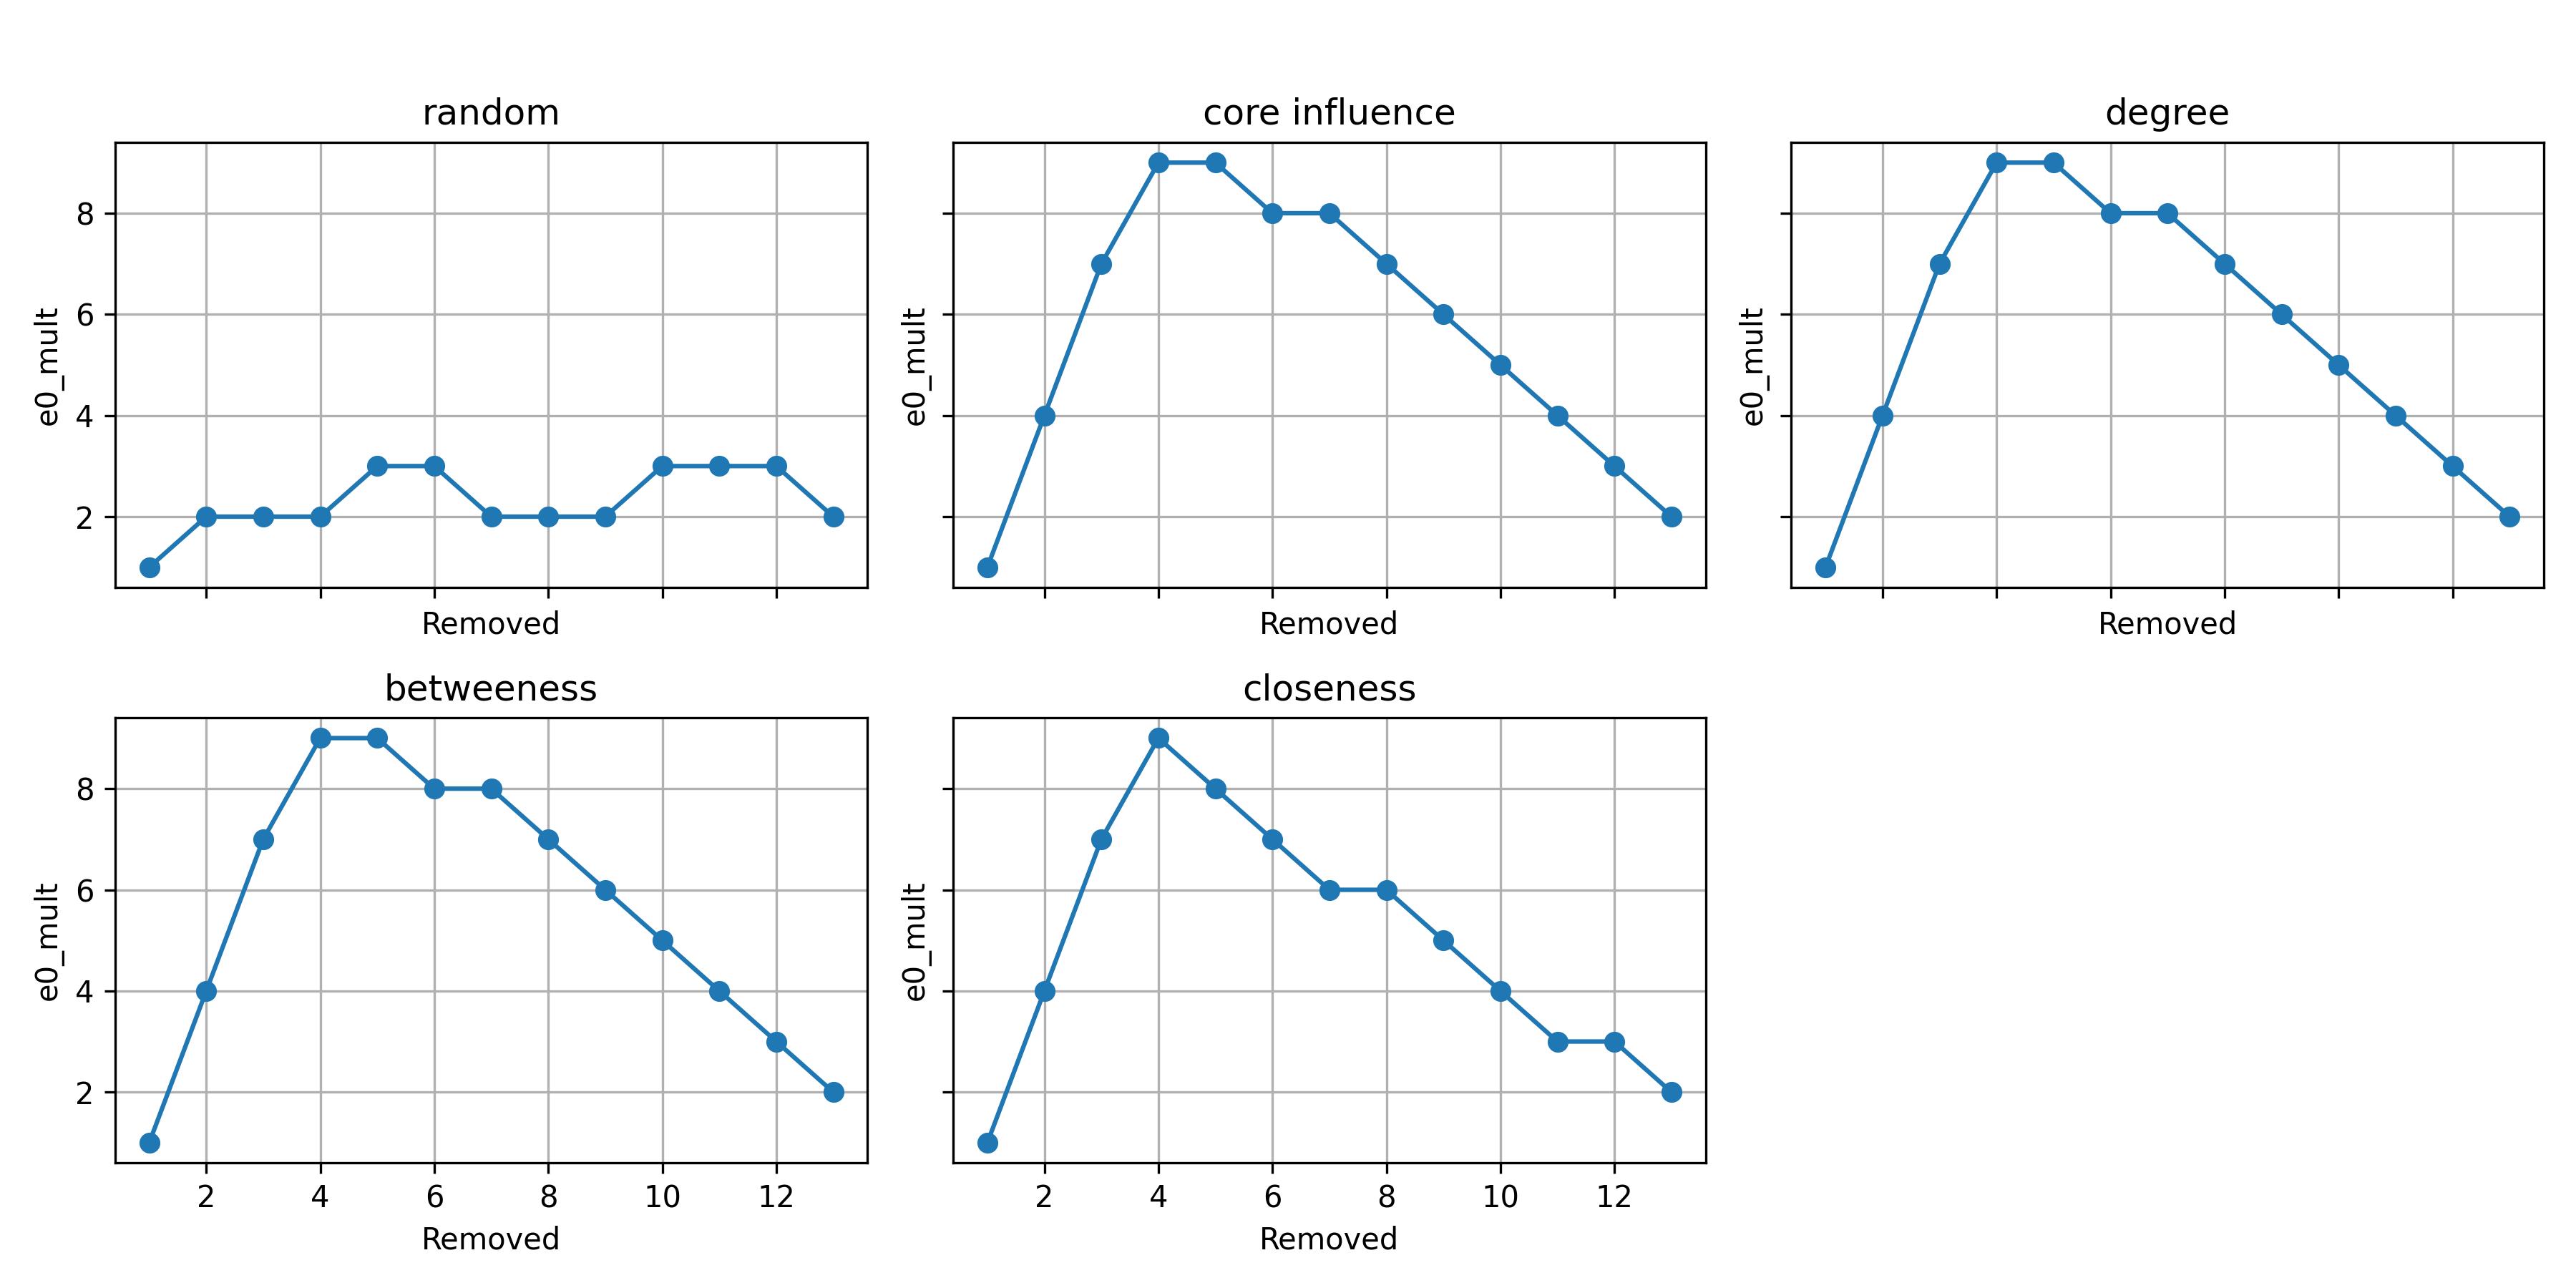 random
core influence
degree
8
6
4
2
e0_mult
e0_mult
e0_mult
Removed
Removed
Removed
betweeness
closeness
8
6
4
2
e0_mult
e0_mult
2 4 6 8 10 12
2 4 6 8 10 12
Removed
Removed